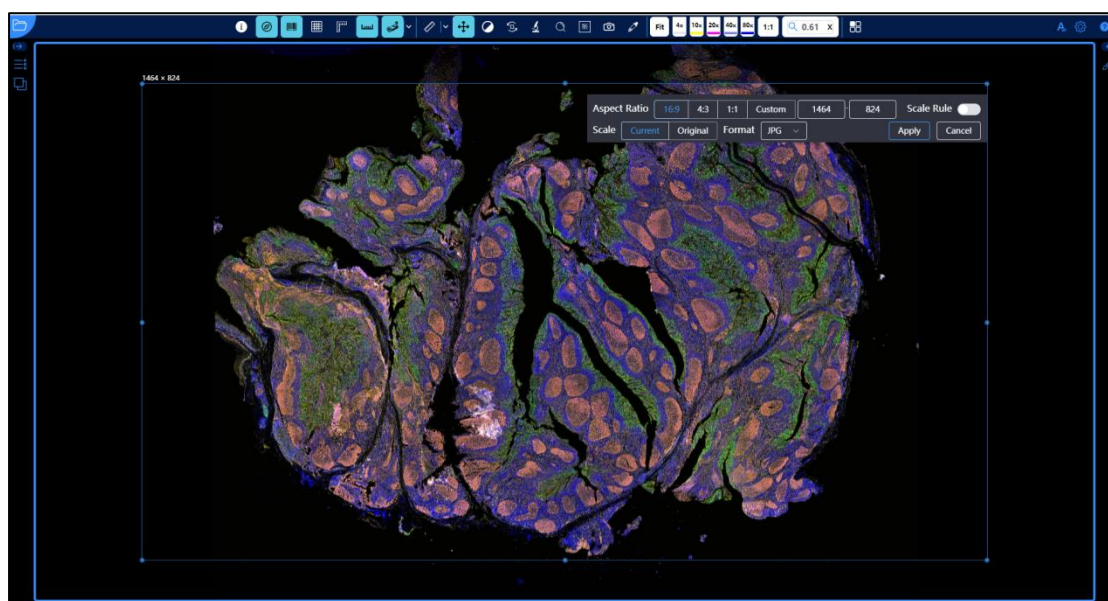 Fit 4x 10x 20x 40x 80x 1:1 0.61 X
1464 × 824
Aspect Ratio 16:9 4:3 1:1 Custom 1464 824 Scale Rule
Scale Current Original Format JPG Apply Cancel